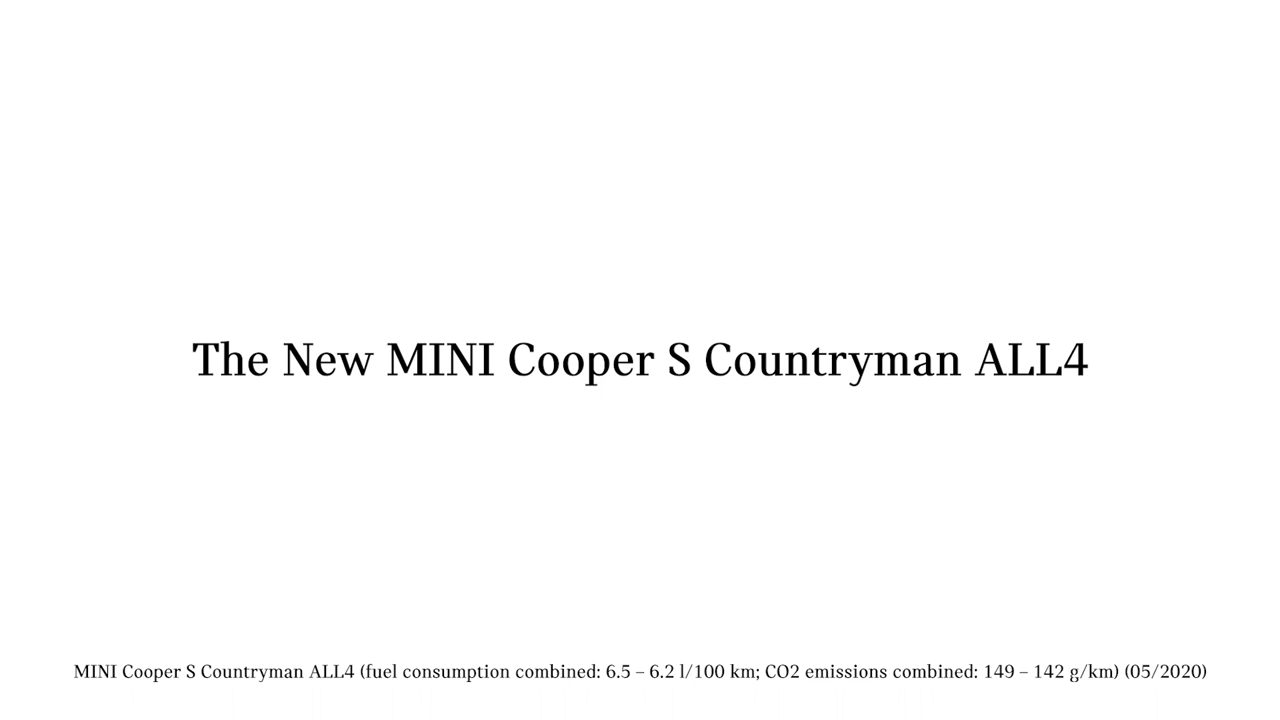 The New MINI Cooper S Countryman ALL4
MINI Cooper S Countryman ALL4 (fuel consumption combined: 6.5 – 6.2 l/100 km; CO2 emissions combined: 149 – 142 g/km) (05/2020)